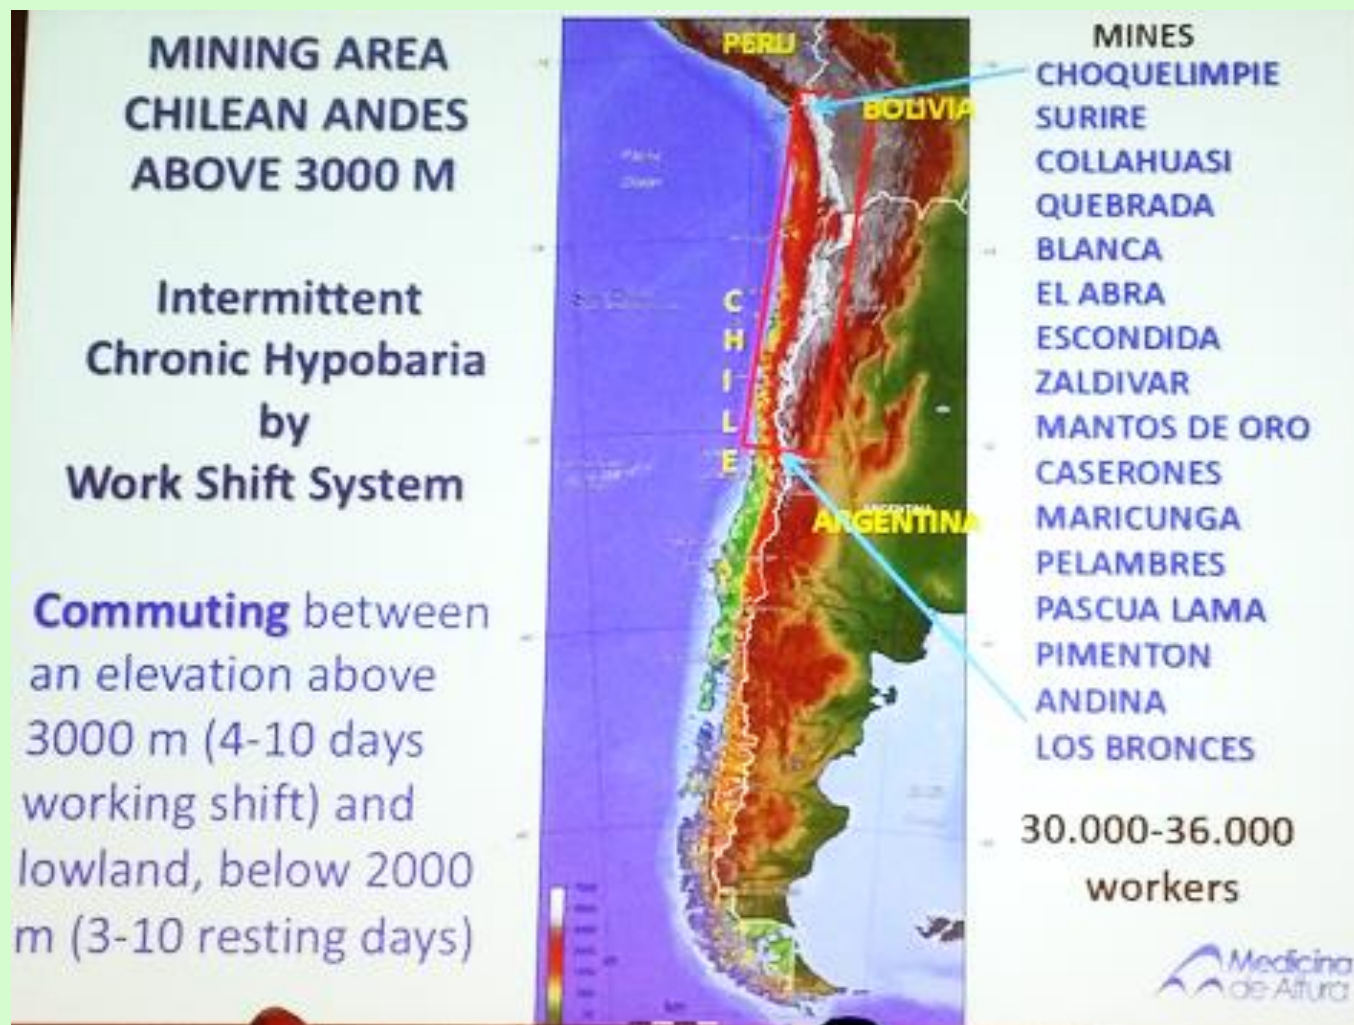 MINING AREA
CHILEAN ANDES
ABOVE 3000 M
Intermittent
Chronic Hypobaria
by
Work Shift System
Commuting between
an elevation above
3000 m (4-10 days
working shift) and
lowland, below 2000
m (3-10 resting days)
PERU
BOLIVIA
CHILE
ARGENTINA
MINES
CHOQUELIMPIE
SURIRE
COLLAHUASI
QUEBRADA
BLANCA
EL ABRA
ESCONDIDA
ZALDIVAR
MANTOS DE ORO
CASERONES
MARICUNGA
PELAMBRES
PASCUA LAMA
PIMENTON
ANDINA
LOS BRONCES
30.000-36.000
workers
Medicina
de Altura
km